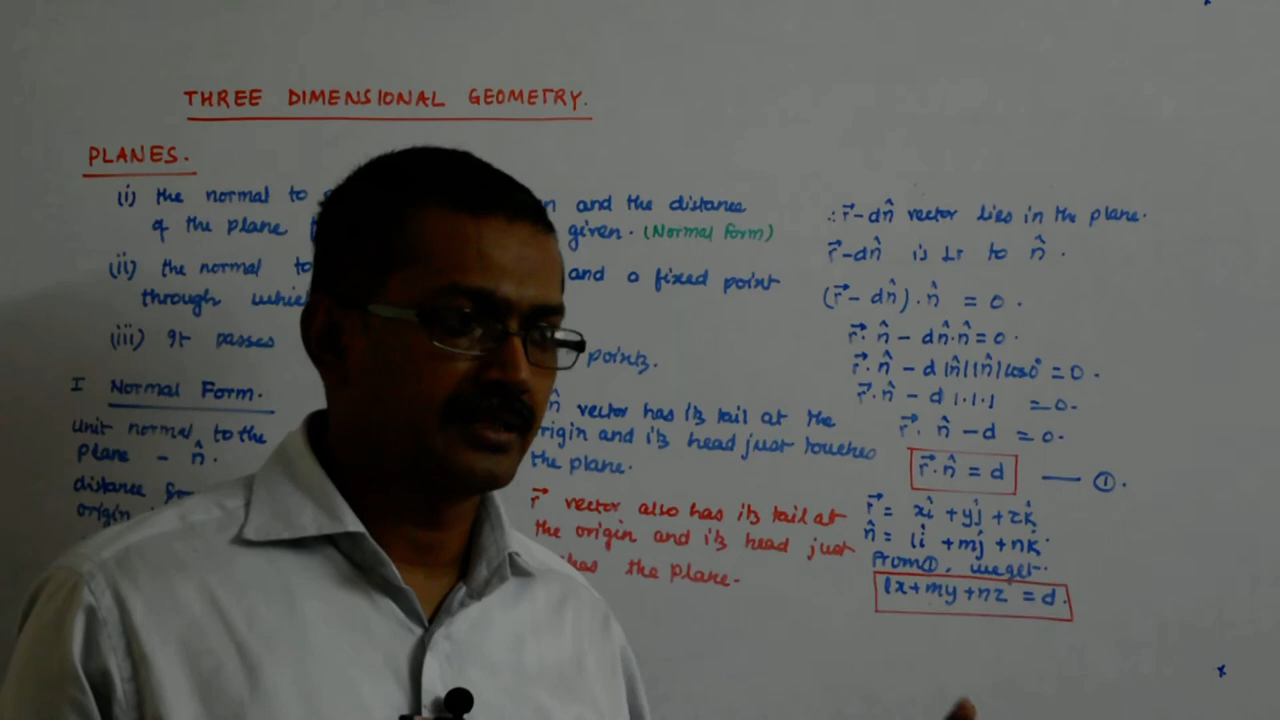 THREE DIMENSIONAL GEOMETRY.
PLANES.
(i) the normal to
and the distance
of the plane
given. (Normal Form)
(ii) the normal to
and a fixed point
through
(iii) It passes
points.
I Normal Form.
Unit normal to the
Plane - n̂.
distance
origin
n̂ vector has its tail at the
origin and its head just touches
the plane.
r⃗ vector also has its tail at
the origin and its head just
the plane.
∴ r⃗-dn̂ vector lies in the plane.
r⃗-dn̂ is ⊥r to n̂.
(r⃗ - dn̂).n̂ = 0.
r⃗.n̂ - dn̂.n̂ = 0.
r⃗.n̂ - d|n̂||n̂|cos0° = 0.
r⃗.n̂ - d 1.1.1 = 0.
r⃗.n̂ - d = 0.
r⃗.n̂ = d — ①.
r⃗ = xî + yĵ + zk̂
n̂ = lî + mĵ + nk̂.
From ①, we get.
lx+my+nz = d.